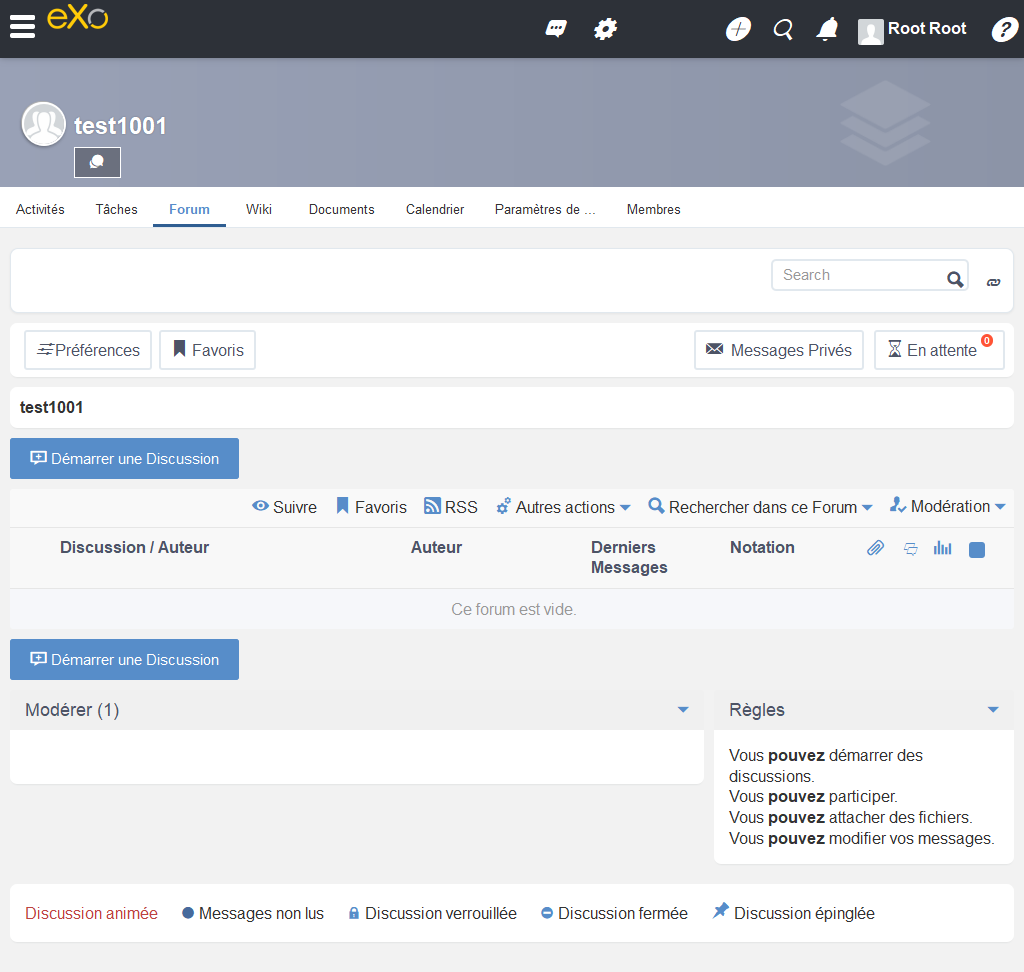 eXo
Root Root
?
test1001
Activités Tâches Forum Wiki Documents Calendrier Paramètres de ... Membres
Search
Préférences Favoris Messages Privés En attente 0
test1001
Démarrer une Discussion
Suivre Favoris RSS Autres actions Rechercher dans ce Forum Modération
Discussion / Auteur Auteur Derniers Messages Notation
Ce forum est vide.
Démarrer une Discussion
Modérer (1)
Règles
Vous pouvez démarrer des
discussions.
Vous pouvez participer.
Vous pouvez attacher des fichiers.
Vous pouvez modifier vos messages.
Discussion animée Messages non lus Discussion verrouillée Discussion fermée Discussion épinglée